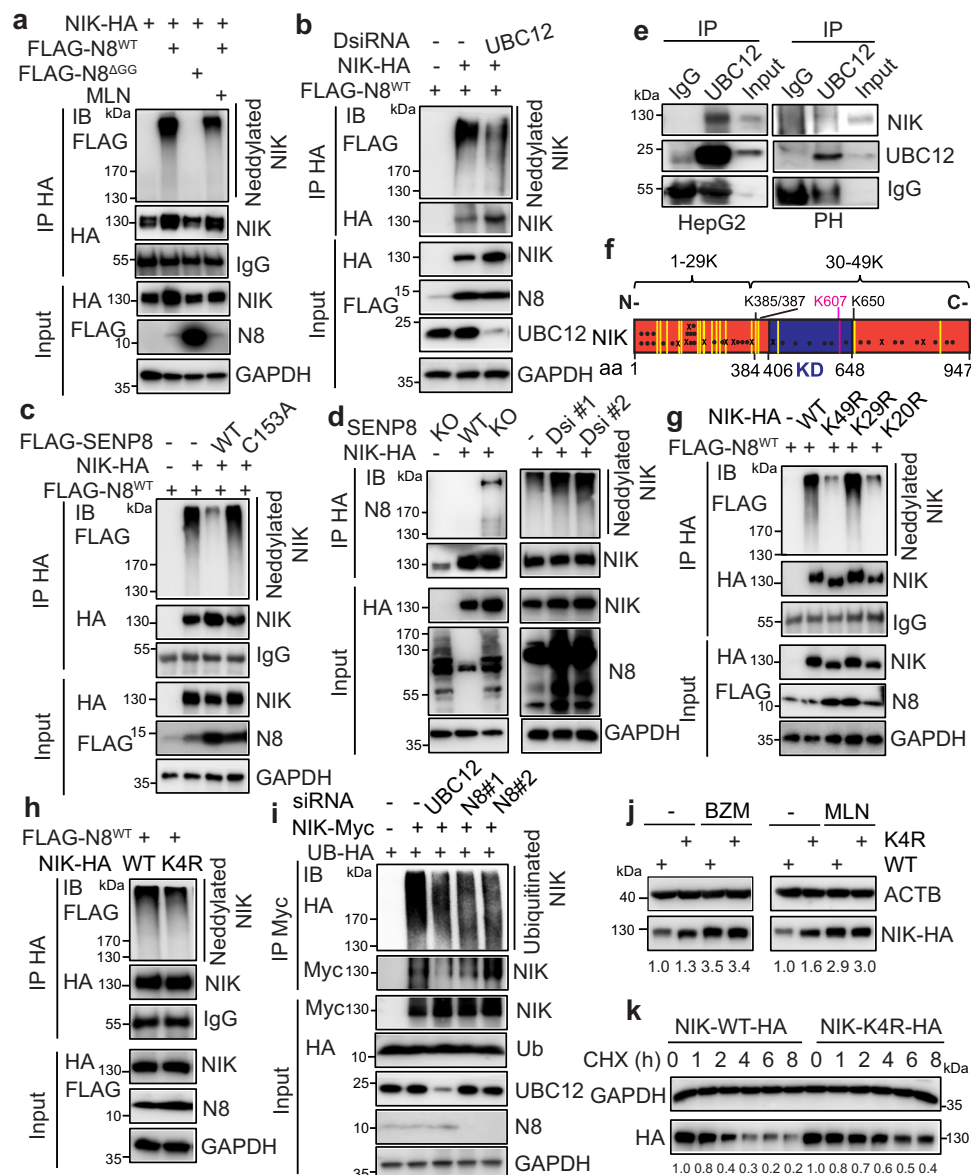 a
NIK-HA + + + +
FLAG-N8WT + +
FLAG-N8ΔGG +
MLN +
IP HA
IB kDa
FLAG
170-
130-
Neddylated NIK
HA 130- NIK
55- IgG
Input
HA 130- NIK
FLAG 10- N8
35- GAPDH
b
DsiRNA - - UBC12
NIK-HA - + +
FLAG-N8WT + + +
IP HA
IB kDa
FLAG
170-
130-
Neddylated NIK
HA 130- NIK
Input
HA 130- NIK
FLAG 15- N8
25- UBC12
15-
35- GAPDH
e
IP IP
IgG UBC12 Input IgG UBC12 Input
kDa
130- NIK
25- UBC12
55- IgG
HepG2 PH
f
1-29K 30-49K
N- K385/387 K607 K650 C-
NIK
aa 1 384 406 KD 648 947
c
FLAG-SENP8 - - WT C153A
NIK-HA - + + +
FLAG-N8WT + + + +
IP HA
IB kDa
FLAG
170-
130-
Neddylated NIK
HA 130- NIK
55- IgG
Input
HA 130- NIK
FLAG 15- N8
35- GAPDH
d
SENP8 KO WT KO - Dsi #1 Dsi #2
NIK-HA - + + + + +
IP HA
IB kDa
N8
170-
130-
Neddylated NIK
130- NIK
Input
HA 130- NIK
170-
130-
N8
55-
35- GAPDH
g
NIK-HA - WT K49R K29R K20R
FLAG-N8WT + + + + +
IP HA
IB kDa
FLAG
170-
130-
Neddylated NIK
HA 130- NIK
55- IgG
Input
HA 130- NIK
FLAG 10- N8
35- GAPDH
h
FLAG-N8WT + +
NIK-HA WT K4R
IP HA
IB kDa
FLAG
170-
130-
Neddylated NIK
HA 130- NIK
55- IgG
Input
HA 130- NIK
FLAG 10- N8
35- GAPDH
i
siRNA - - UBC12 N8#1 N8#2
NIK-Myc - + + + +
UB-HA + + + + +
IP Myc
IB kDa
HA
170-
130-
Ubiquitinated NIK
Myc NIK
Input
Myc 130- NIK
HA 10- Ub
25- UBC12
10- N8
35- GAPDH
j
- BZM - MLN
+ + + + K4R
+ + + + WT
40- ACTB
130- NIK-HA
1.0 1.3 3.5 3.4 1.0 1.6 2.9 3.0
k
NIK-WT-HA NIK-K4R-HA
CHX (h) 0 1 2 4 6 8 0 1 2 4 6 8 kDa
GAPDH -35
HA -130
1.0 0.8 0.4 0.3 0.2 0.2 1.0 0.8 0.7 0.6 0.5 0.4